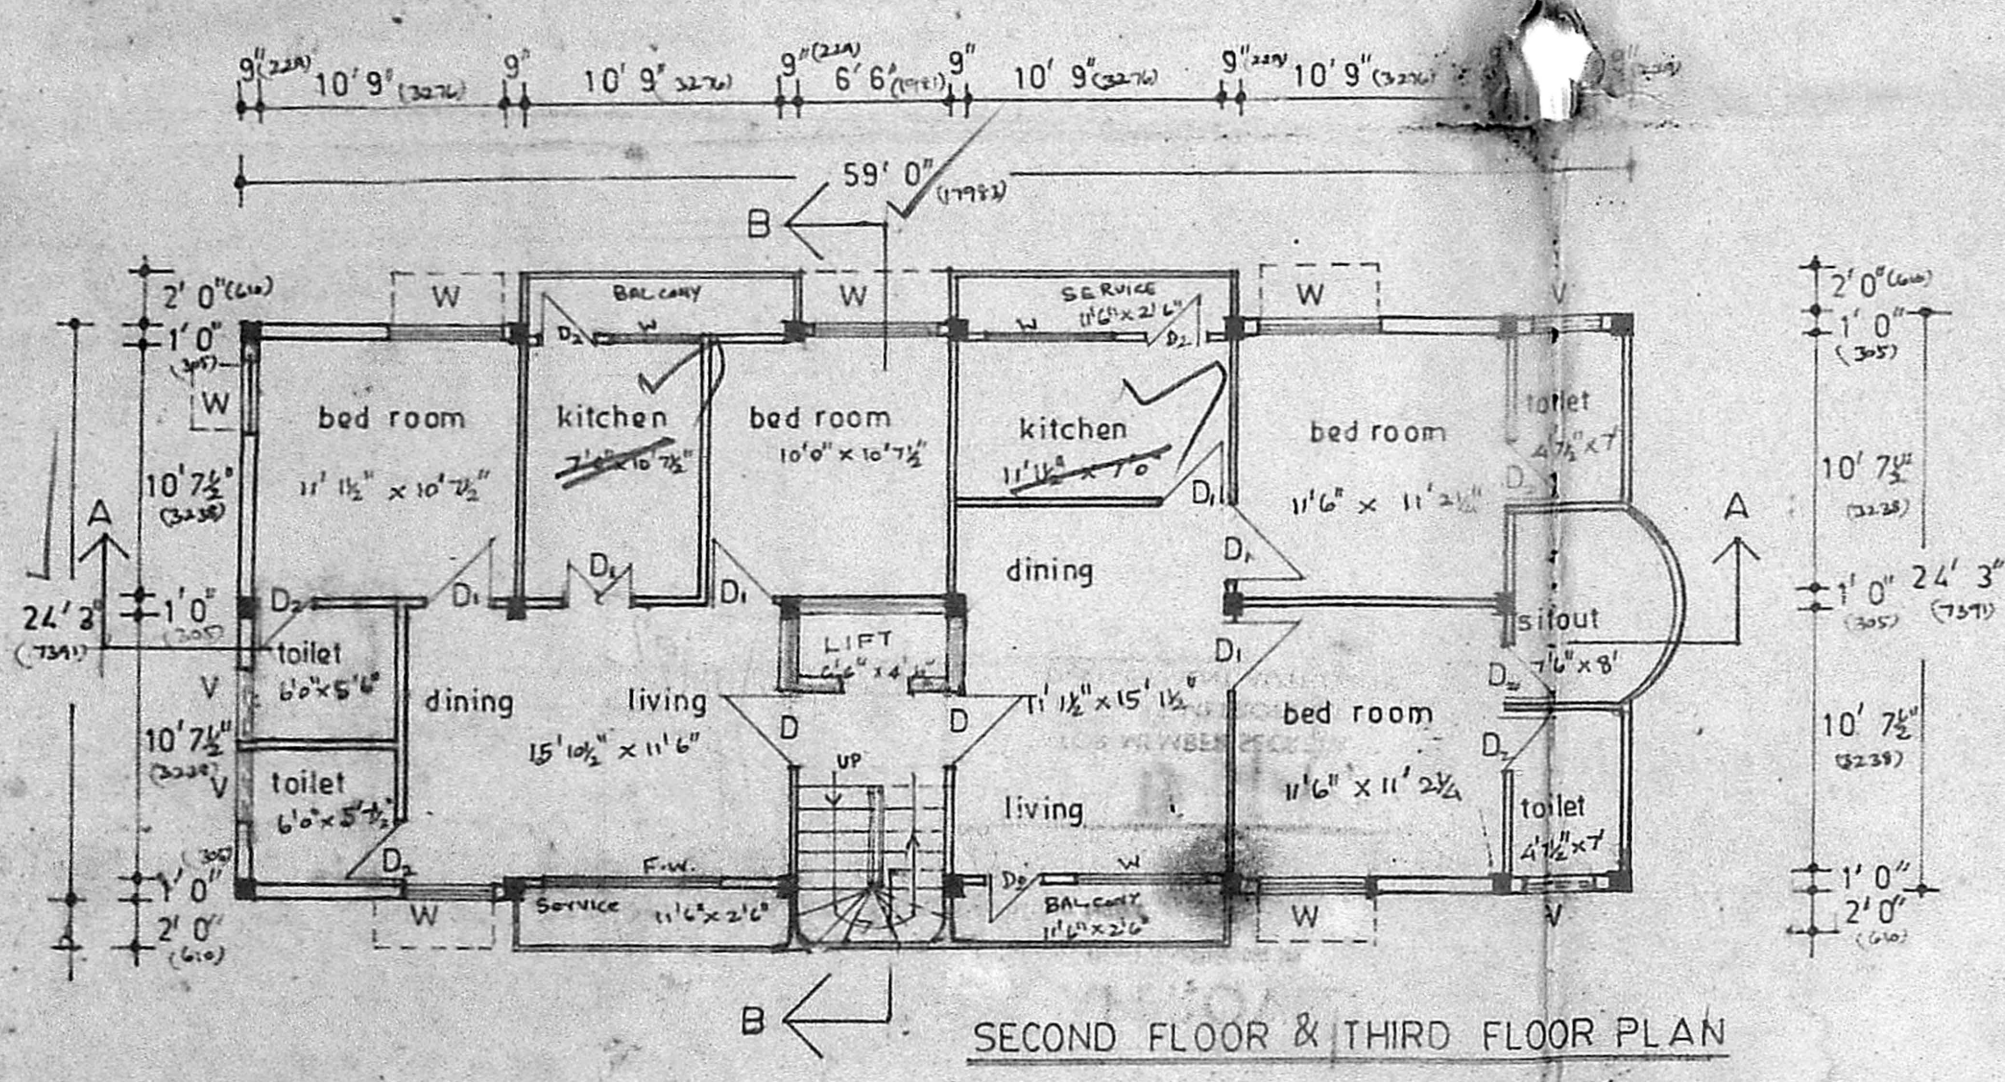 9" (229) 10' 9" (3276) 9" 10' 9" (3276) 9" (229) 6' 6" (1981) 9" 10' 9" (3276) 9" (229) 10' 9" (3276) 9" (229)
59' 0" (17983)
B
2' 0" (610)
1' 0"
(305)
W
10' 7½"
(3238)
A
1' 0"
(305)
24' 3"
(7391)
V
10' 7½"
(3238)
V
(305)
1' 0"
2' 0"
(610)
W
BALCONY
D2 W
W
SERVICE
11'6" x 2'6"
W D2
W
V
bed room
11' 1½" x 10' 7½"
kitchen
bed room
10'0" x 10'7½"
kitchen
D1
bed room
11'6" x 11' 2¼"
toilet
4'7½" x 7'
D2
D2 D1 D1 D1
dining
D1
toilet
6'0" x 5'6"
LIFT
D1
sitout
7'6" x 8'
D2
dining living
15' 10½" x 11'6"
D D
11' 1½" x 15' 1½"
bed room
11'6" x 11' 2¼
D2
toilet
6'0" x 5'7½"
D2
UP
living
toilet
4'7½" x 7'
F.W.
D2 W
W
Service 11'6" x 2'6"
BALCONY
11'6" x 2'6"
W
V
2' 0" (610)
1' 0"
(305)
10' 7½"
(3238)
A
1' 0"
(305)
24' 3"
(7391)
10' 7½"
(3238)
1' 0"
2' 0"
(610)
B
SECOND FLOOR & THIRD FLOOR PLAN